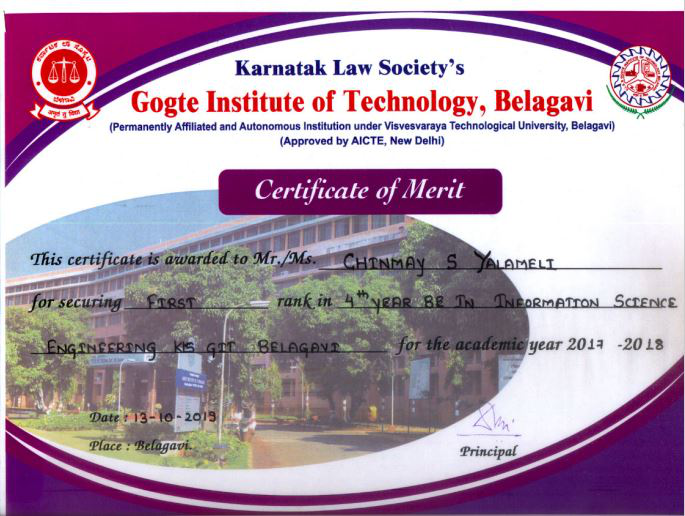 Karnatak Law Society's
Gogte Institute of Technology, Belagavi
(Permanently Affiliated and Autonomous Institution under Visvesvaraya Technological University, Belagavi)
(Approved by AICTE, New Delhi)
Certificate of Merit
This certificate is awarded to Mr./Ms. CHINMAY S YALAMELI
for securing FIRST rank in 4th YEAR BE IN INFORMATION SCIENCE
ENGINEERING KLS GIT BELAGAVI for the academic year 2017 -2018
Date : 13-10-2019
Place : Belagavi.
Principal